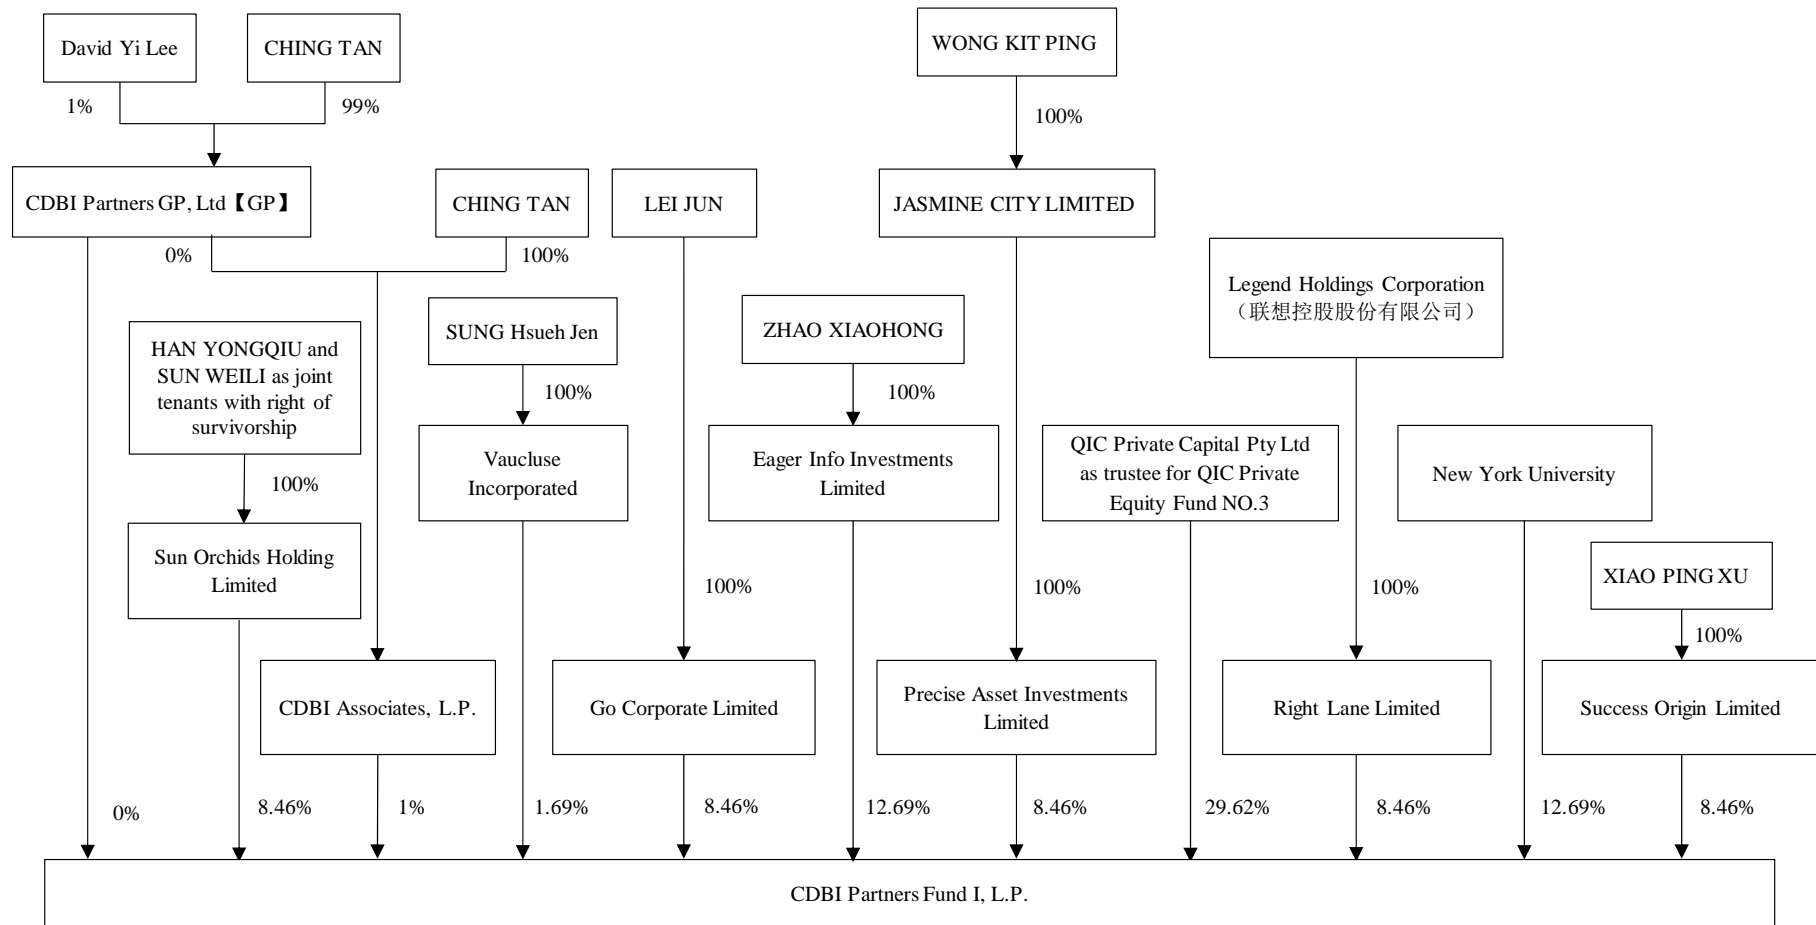 David Yi Lee
CHING TAN
WONG KIT PING
1%
99%
100%
CDBI Partners GP, Ltd【GP】
CHING TAN
LEI JUN
JASMINE CITY LIMITED
0%
100%
Legend Holdings Corporation
（联想控股股份有限公司）
SUNG Hsueh Jen
ZHAO XIAOHONG
HAN YONGQIU and
SUN WEILI as joint
tenants with right of
survivorship
100%
100%
Vaucluse
Incorporated
Eager Info Investments
Limited
QIC Private Capital Pty Ltd
as trustee for QIC Private
Equity Fund NO.3
New York University
100%
Sun Orchids Holding
Limited
XIAO PING XU
100%
100%
100%
100%
CDBI Associates, L.P.
Go Corporate Limited
Precise Asset Investments
Limited
Right Lane Limited
Success Origin Limited
0%
8.46%
1%
1.69%
8.46%
12.69%
8.46%
29.62%
8.46%
12.69%
8.46%
CDBI Partners Fund I, L.P.